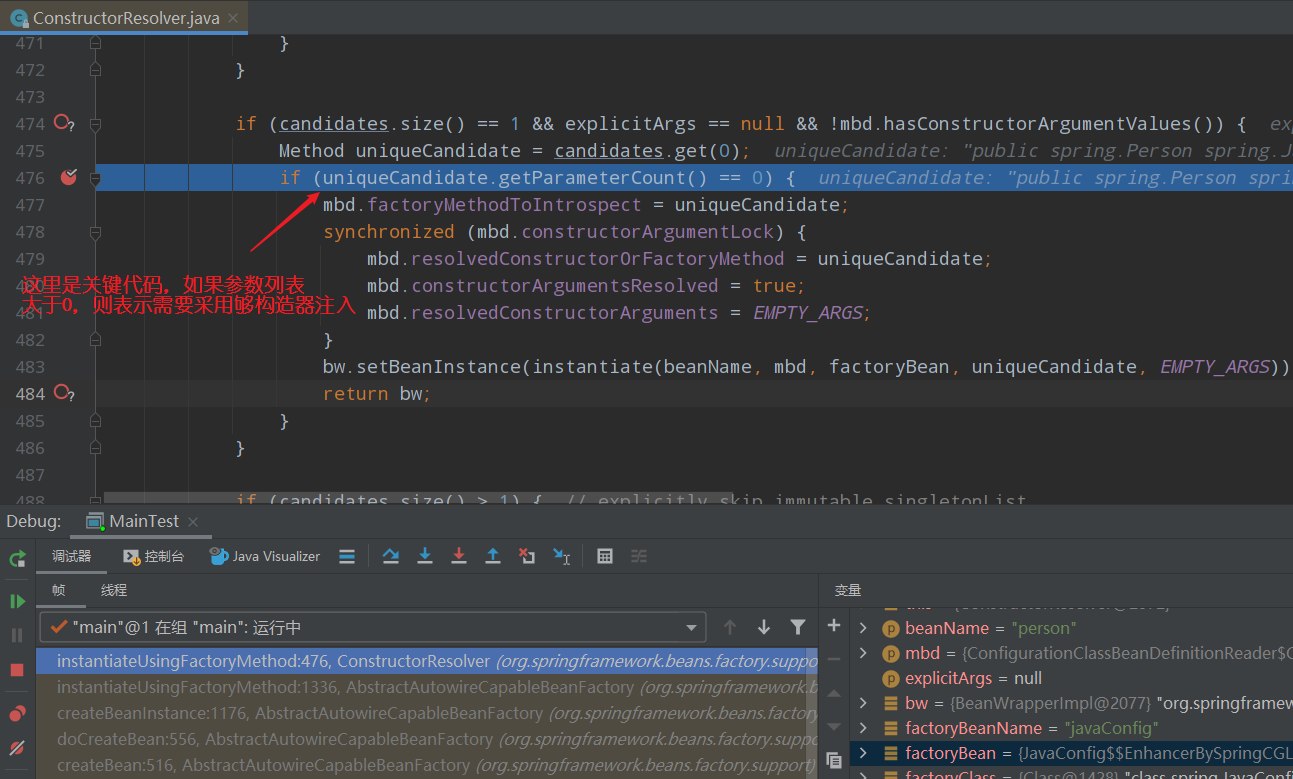 ConstructorResolver.java
471 }
472 }
473
474 if (candidates.size() == 1 && explicitArgs == null && !mbd.hasConstructorArgumentValues()) { ex
475 Method uniqueCandidate = candidates.get(0); uniqueCandidate: "public spring.Person spring.J
476 if (uniqueCandidate.getParameterCount() == 0) { uniqueCandidate: "public spring.Person spri
477 mbd.factoryMethodToIntrospect = uniqueCandidate;
478 synchronized (mbd.constructorArgumentLock) {
479 mbd.resolvedConstructorOrFactoryMethod = uniqueCandidate;
这里是关键代码，如果参数列表
480 mbd.constructorArgumentsResolved = true;
大于0，则表示需要采用够构造器注入
481 mbd.resolvedConstructorArguments = EMPTY_ARGS;
482 }
483 bw.setBeanInstance(instantiate(beanName, mbd, factoryBean, uniqueCandidate, EMPTY_ARGS))
484 return bw;
485 }
486 }
487
488 if (candidates.size() > 1) { // explicitly skip immutable singletonList
Debug: MainTest
调试器 控制台 Java Visualizer
帧 线程
变量
"main"@1 在组 "main": 运行中
instantiateUsingFactoryMethod:476, ConstructorResolver (org.springframework.beans.factory.suppo
instantiateUsingFactoryMethod:1336, AbstractAutowireCapableBeanFactory (org.springframework.b
createBeanInstance:1176, AbstractAutowireCapableBeanFactory (org.springframework.beans.factory
doCreateBean:556, AbstractAutowireCapableBeanFactory (org.springframework.beans.factory.suppo
createBean:516, AbstractAutowireCapableBeanFactory (org.springframework.beans.factory.support)
beanName = "person"
mbd = {ConfigurationClassBeanDefinitionReader$C
explicitArgs = null
bw = {BeanWrapperImpl@2077} "org.springframew
factoryBeanName = "javaConfig"
factoryBean = {JavaConfig$$EnhancerBySpringCGL
factoryClass = {Class@1428} "class spring.JavaConfig